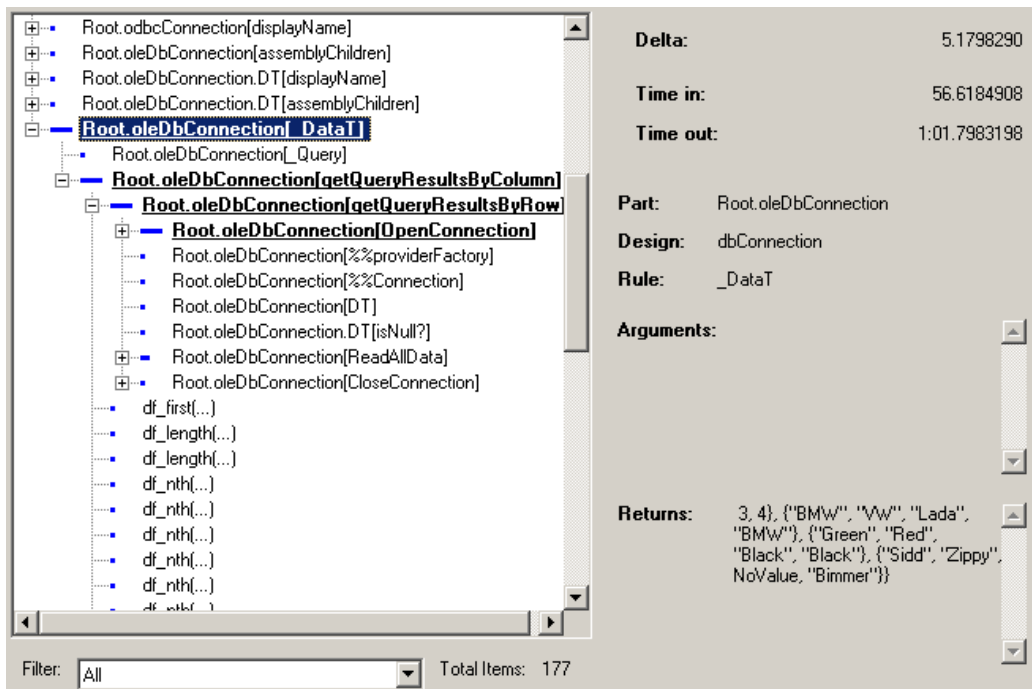 Root.odbcConnection[displayName]
Root.oleDbConnection[assemblyChildren]
Root.oleDbConnection.DT[displayName]
Root.oleDbConnection.DT[assemblyChildren]
Root.oleDbConnection[_DataT]
Root.oleDbConnection[_Query]
Root.oleDbConnection[getQueryResultsByColumn]
Root.oleDbConnection[getQueryResultsByRow]
Root.oleDbConnection[OpenConnection]
Root.oleDbConnection[%%providerFactory]
Root.oleDbConnection[%%Connection]
Root.oleDbConnection[DT]
Root.oleDbConnection.DT[isNull?]
Root.oleDbConnection[ReadAllData]
Root.oleDbConnection[CloseConnection]
df_first(...)
df_length(...)
df_length(...)
df_nth(...)
df_nth(...)
df_nth(...)
df_nth(...)
df_nth(...)
df_nth(...)
Filter: All Total Items: 177
Delta: 5.1798290
Time in: 56.6184908
Time out: 1:01.7983198
Part: Root.oleDbConnection
Design: dbConnection
Rule: _DataT
Arguments:
Returns: 3, 4}, {"BMW", "VW", "Lada",
"BMW"}, {"Green", "Red",
"Black", "Black"}, {"Sidd", "Zippy",
NoValue, "Bimmer"}}